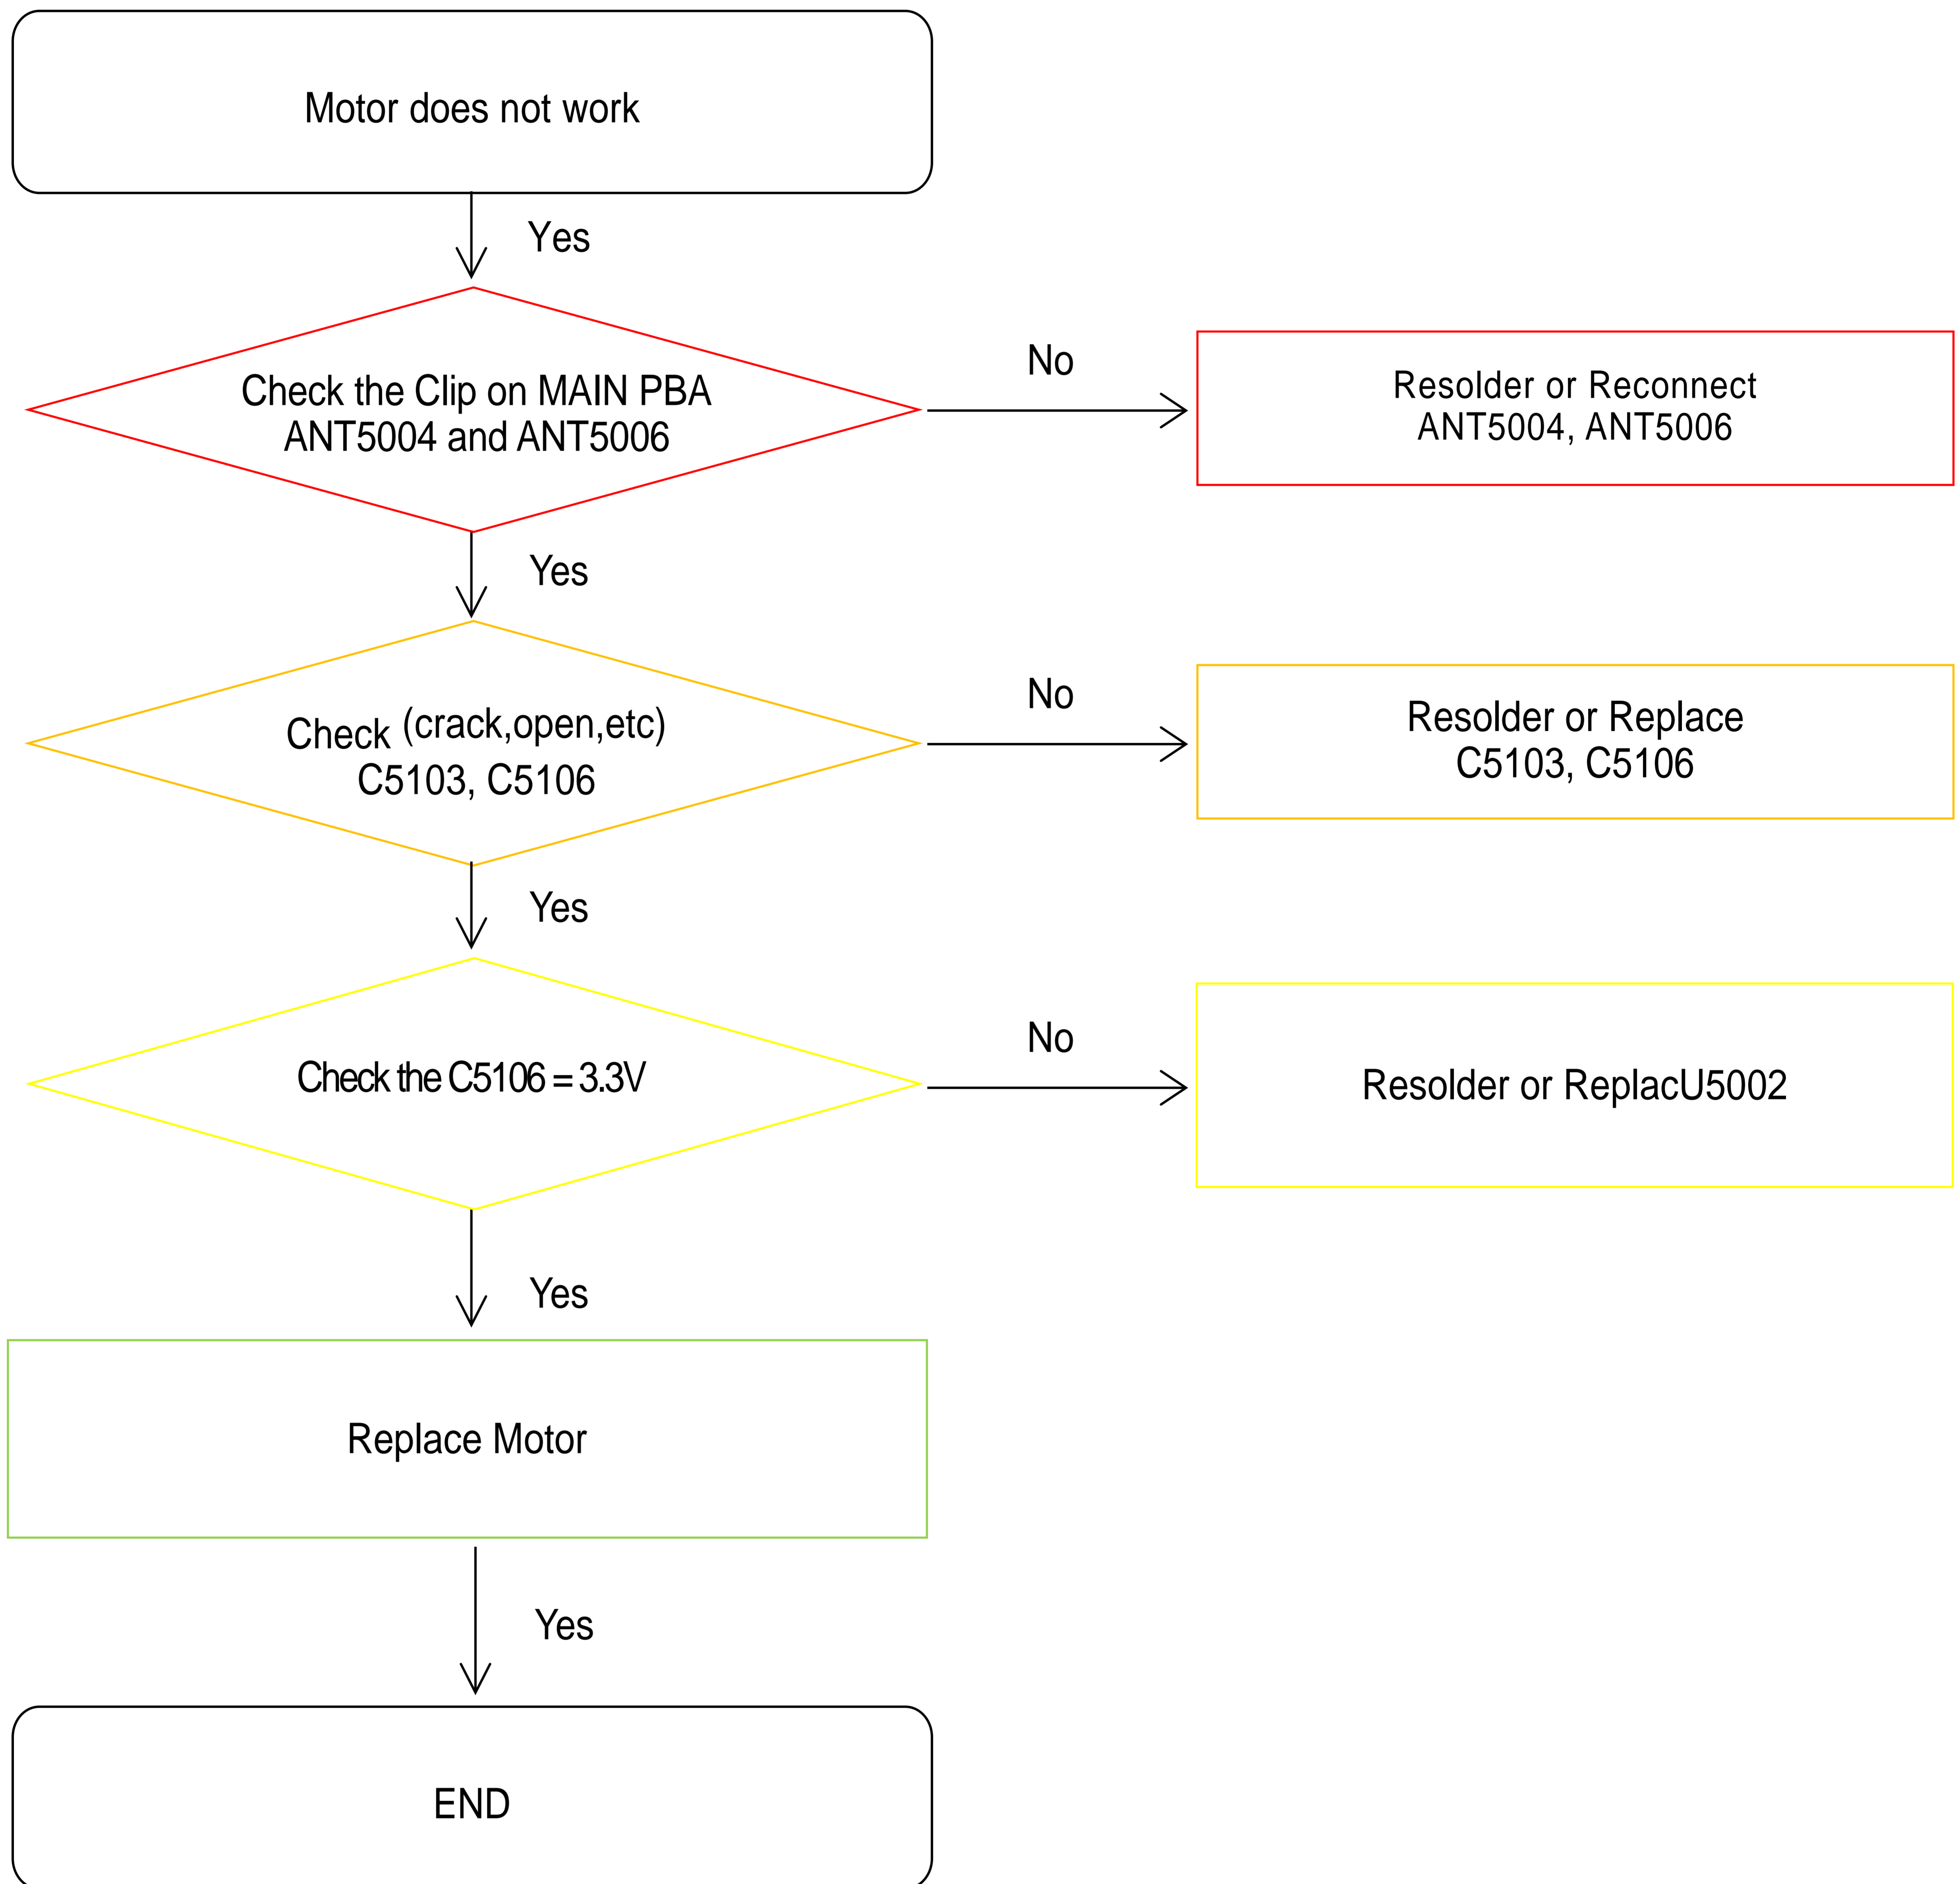 Motor does not work
Yes
Check the Clip on MAIN PBA
ANT5004 and ANT5006
No
Resolder or Reconnect
ANT5004, ANT5006
Yes
Check (crack,open,etc)
C5103, C5106
No
Resolder or Replace
C5103, C5106
Yes
Check the C5106 = 3.3V
No
Resolder or ReplacU5002
Yes
Replace Motor
Yes
END